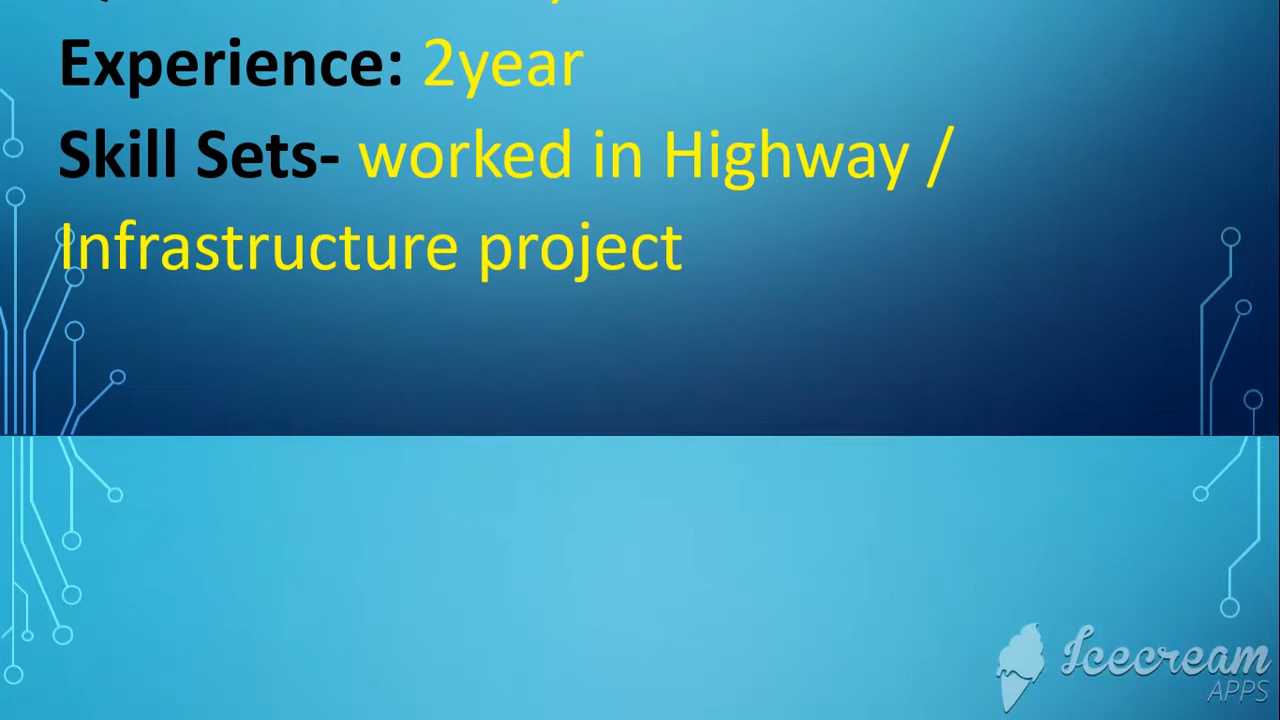 Experience: 2year
Skill Sets- worked in Highway /
Infrastructure project
Icecream
APPS